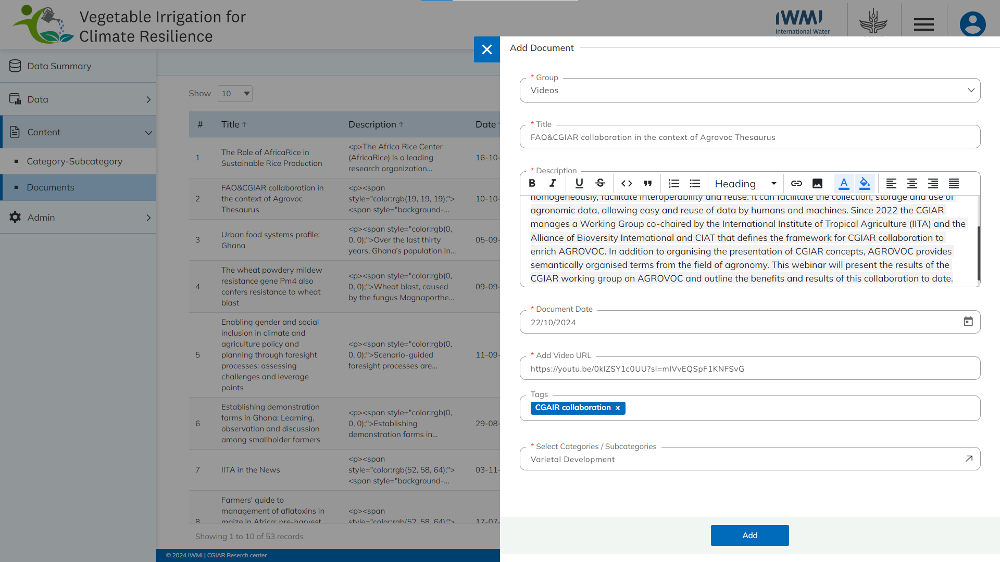 Vegetable Irrigation for
Climate Resilience
IWMI
International Water
Data Summary
Data
Content
Category-Subcategory
Documents
Admin
Show 10
# Title Description Date
1 The Role of AfricaRice in Sustainable Rice Production <p>The Africa Rice Center (AfricaRice) is a leading research organization... 16-10-
2 FAO&CGIAR collaboration in the context of Agrovoc Thesaurus <p><span style="color:rgb(19, 19, 19);"> <span style="background-... 10-10-
3 Urban food systems profile: Ghana <p><span style="color:rgb(0, 0, 0);">Over the last thirty years, Ghana's population in... 05-09-
4 The wheat powdery mildew resistance gene Pm4 also confers resistance to wheat blast <p><span style="color:rgb(0, 0, 0);">Wheat blast, caused by the fungus Magnaporthe... 09-09-
5 Enabling gender and social inclusion in climate and agriculture policy and planning through foresight processes: assessing challenges and leverage points <p><span style="color:rgb(0, 0, 0);">Scenario-guided foresight processes are... 11-09-
6 Establishing demonstration farms in Ghana: Learning, observation and discussion among smallholder farmers <p><span style="color:rgb(0, 0, 0);">Establishing demonstration farms in... 29-08-
7 IITA in the News <p><span style="color:rgb(52, 58, 64);"> <span style="background-... 03-11-
8 Farmers' guide to management of aflatoxins in maize in Africa: pre-harvest <p><span style="color:rgb(52, 58, 64);"> 17-07-
Showing 1 to 10 of 53 records
© 2024 IWMI | CGIAR Reserch center
Add Document
* Group
Videos
* Title
FAO&CGIAR collaboration in the context of Agrovoc Thesaurus
* Description
B I U S Heading A
homogeneously, facilitate interoperability and reuse. It can facilitate the collection, storage and use of
agronomic data, allowing easy and reuse of data by humans and machines. Since 2022 the CGIAR
manages a Working Group co-chaired by the International Institute of Tropical Agriculture (IITA) and the
Alliance of Bioversity International and CIAT that defines the framework for CGIAR collaboration to
enrich AGROVOC. In addition to organising the presentation of CGIAR concepts, AGROVOC provides
semantically organised terms from the field of agronomy. This webinar will present the results of the
CGIAR working group on AGROVOC and outline the benefits and results of this collaboration to date.
* Document Date
22/10/2024
* Add Video URL
https://youtu.be/0klZSY1c0UU?si=mlVvEQSpF1KNFSvG
Tags
CGAIR collaboration x
* Select Categories / Subcategories
Varietal Development
Add